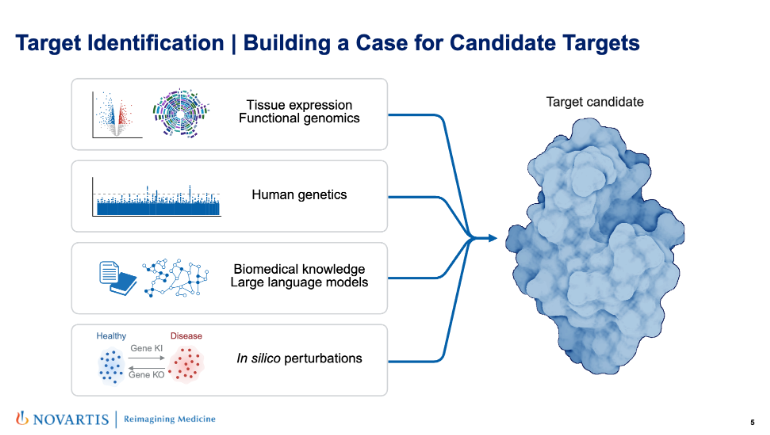 Target Identification | Building a Case for Candidate Targets
Tissue expression
Functional genomics
Human genetics
Biomedical knowledge
Large language models
Healthy
Disease
Gene KI
Gene KO
In silico perturbations
Target candidate
NOVARTIS | Reimagining Medicine
5